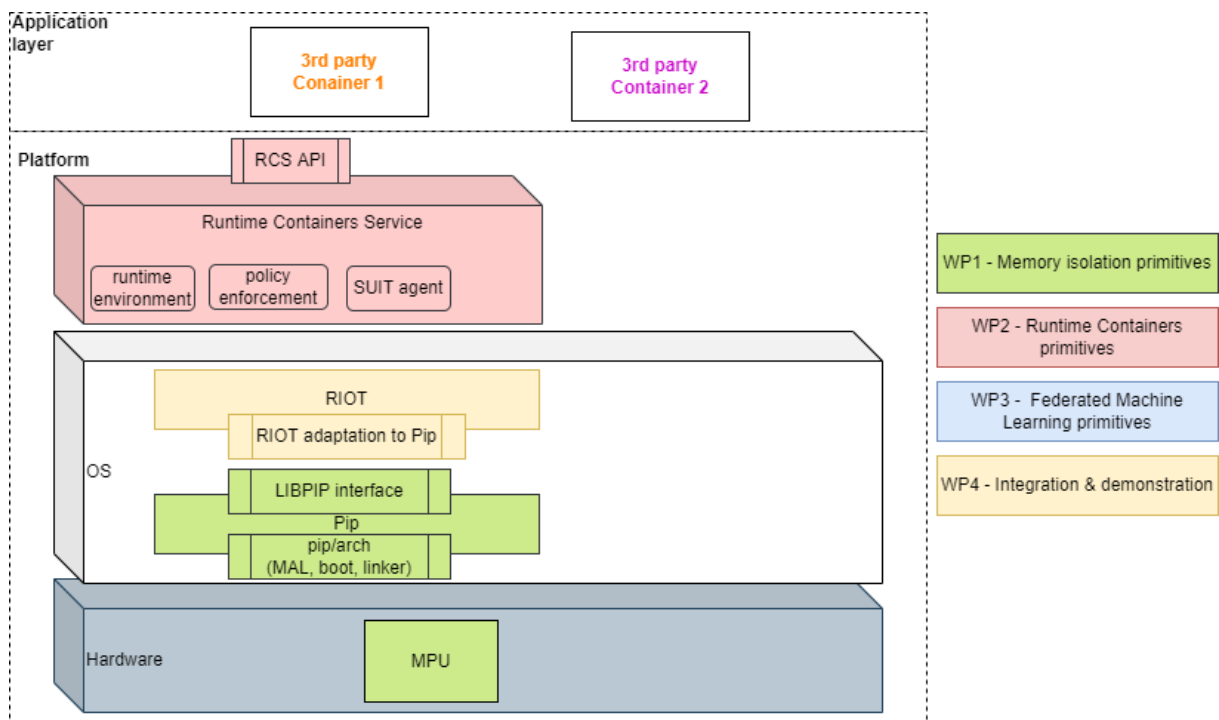 Application
layer
3rd party
Conainer 1
3rd party
Container 2
Platform
RCS API
Runtime Containers Service
runtime
environment
policy
enforcement
SUIT agent
WP1 - Memory isolation primitives
WP2 - Runtime Containers
primitives
WP3 - Federated Machine
Learning primitives
WP4 - Integration & demonstration
OS
RIOT
RIOT adaptation to Pip
LIBPIP interface
Pip
pip/arch
(MAL, boot, linker)
Hardware
MPU